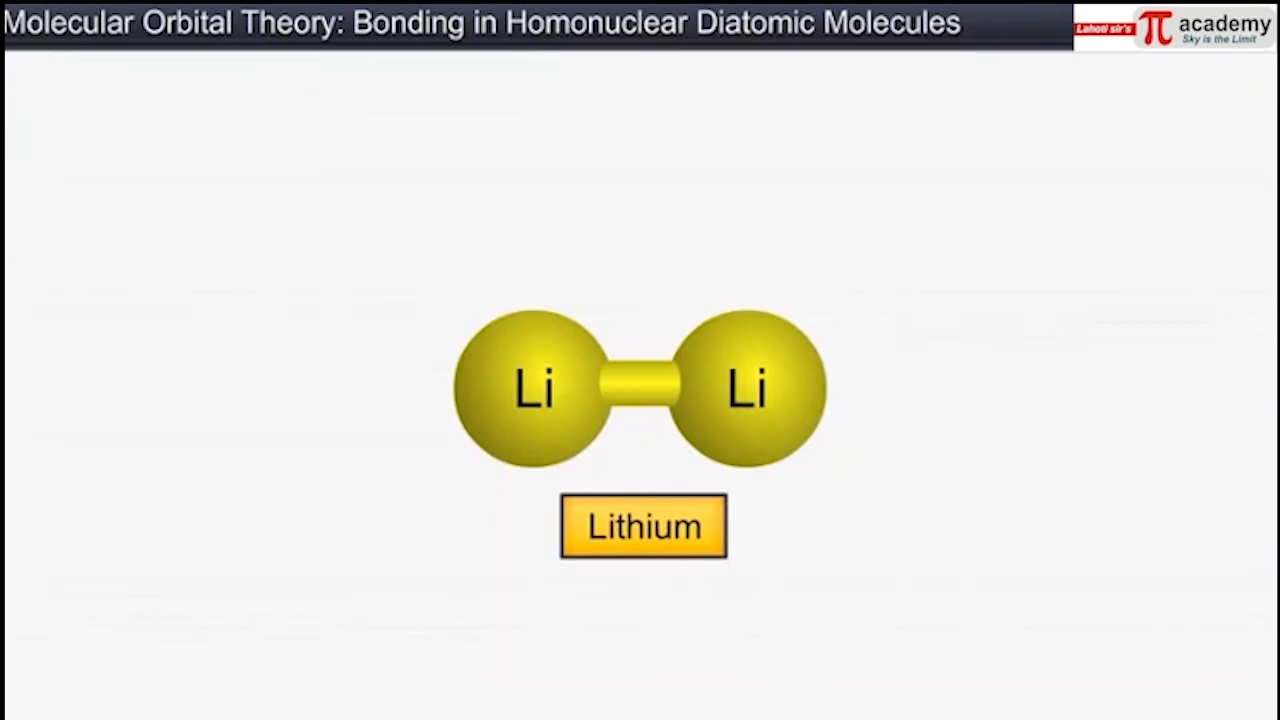 Molecular Orbital Theory: Bonding in Homonuclear Diatomic Molecules
Lahoti sir's π academy
Sky is the Limit
Li Li
Lithium